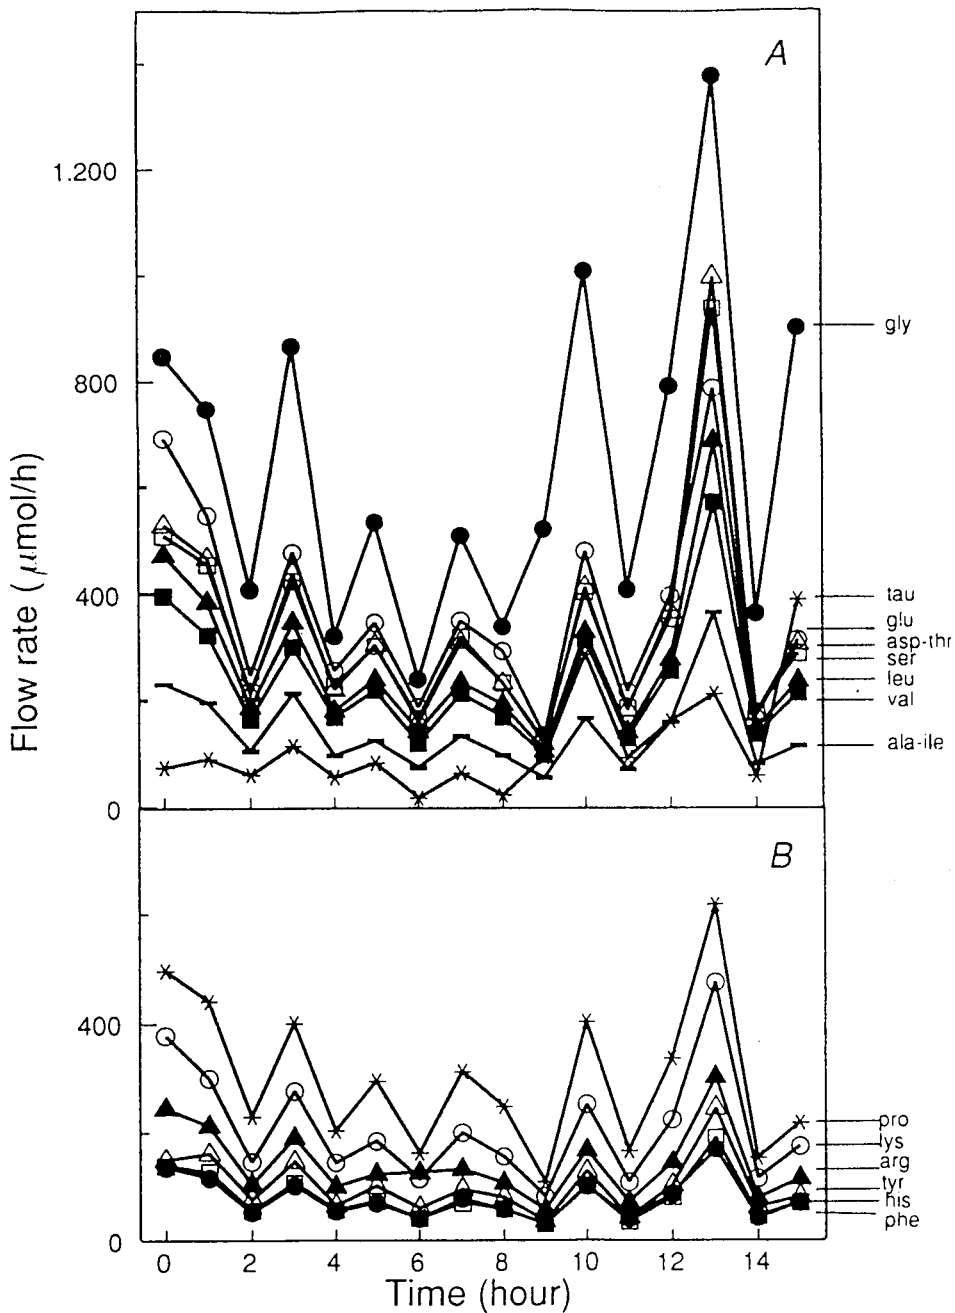 A
1.200
800
400
0
Flow rate ( μmol/h)
gly
tau
glu
asp-thr
ser
leu
val
ala-ile
B
400
0
pro
lys
arg
tyr
his
phe
0 2 4 6 8 10 12 14
Time (hour)